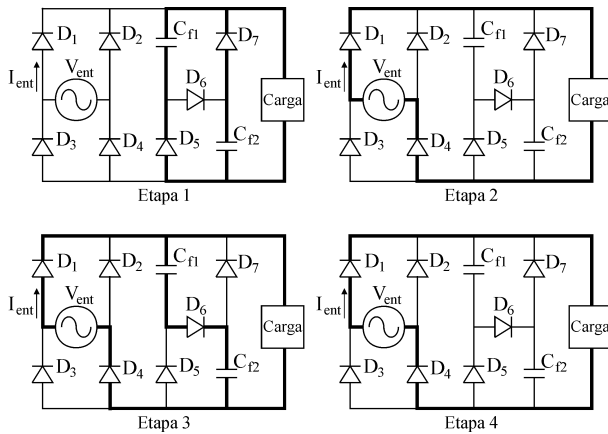 D1 D2 Cf1 D7
Ient Vent D6 Carga
D3 D4 D5 Cf2
Etapa 1
D1 D2 Cf1 D7
Ient Vent D6 Carga
D3 D4 D5 Cf2
Etapa 2
D1 D2 Cf1 D7
Ient Vent D6 Carga
D3 D4 D5 Cf2
Etapa 3
D1 D2 Cf1 D7
Ient Vent D6 Carga
D3 D4 D5 Cf2
Etapa 4